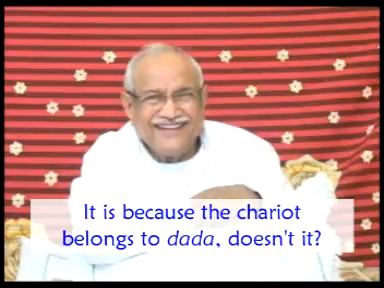 It is because the chariot
belongs to dada, doesn't it?